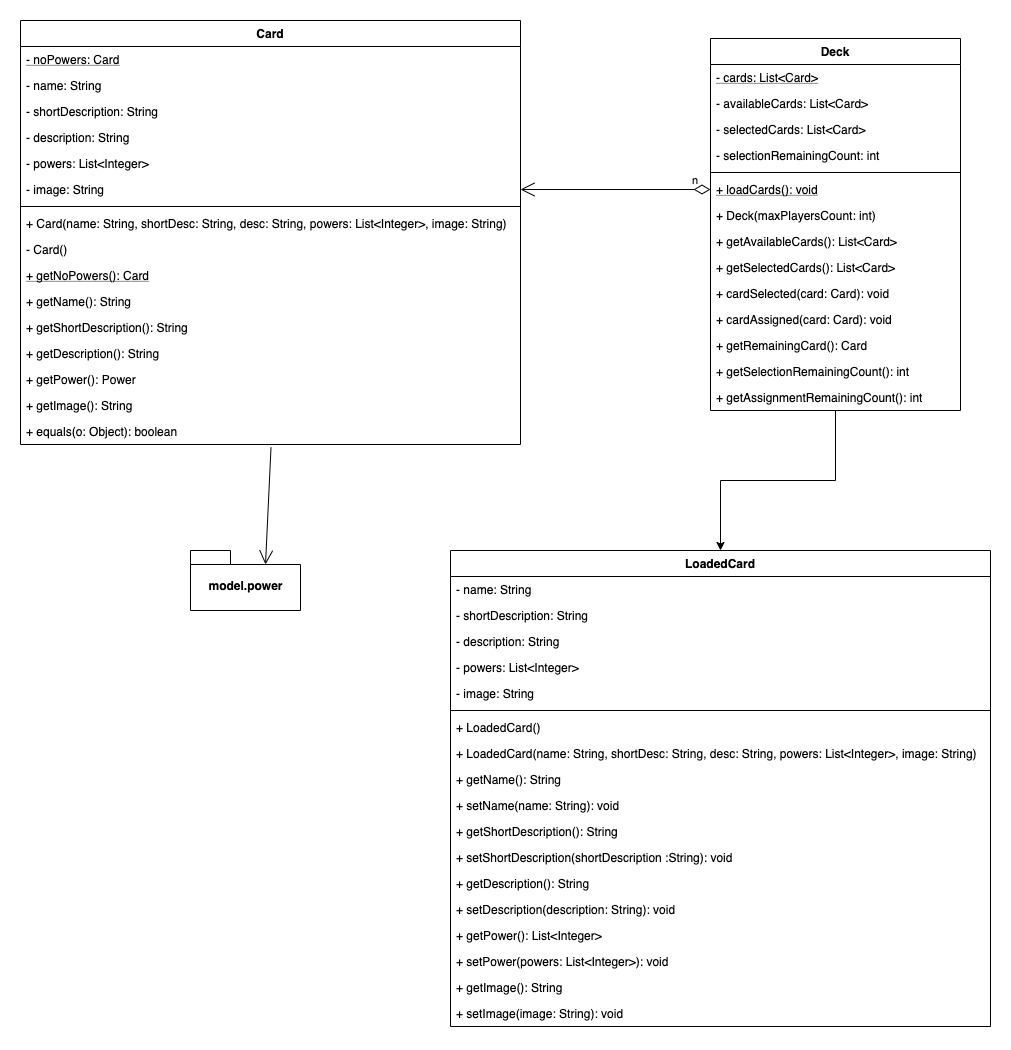 Card
- noPowers: Card
- name: String
- shortDescription: String
- description: String
- powers: List<Integer>
- image: String
+ Card(name: String, shortDesc: String, desc: String, powers: List<Integer>, image: String)
- Card()
+ getNoPowers(): Card
+ getName(): String
+ getShortDescription(): String
+ getDescription(): String
+ getPower(): Power
+ getImage(): String
+ equals(o: Object): boolean
n
Deck
- cards: List<Card>
- availableCards: List<Card>
- selectedCards: List<Card>
- selectionRemainingCount: int
+ loadCards(): void
+ Deck(maxPlayersCount: int)
+ getAvailableCards(): List<Card>
+ getSelectedCards(): List<Card>
+ cardSelected(card: Card): void
+ cardAssigned(card: Card): void
+ getRemainingCard(): Card
+ getSelectionRemainingCount(): int
+ getAssignmentRemainingCount(): int
model.power
LoadedCard
- name: String
- shortDescription: String
- description: String
- powers: List<Integer>
- image: String
+ LoadedCard()
+ LoadedCard(name: String, shortDesc: String, desc: String, powers: List<Integer>, image: String)
+ getName(): String
+ setName(name: String): void
+ getShortDescription(): String
+ setShortDescription(shortDescription :String): void
+ getDescription(): String
+ setDescription(description: String): void
+ getPower(): List<Integer>
+ setPower(powers: List<Integer>): void
+ getImage(): String
+ setImage(image: String): void